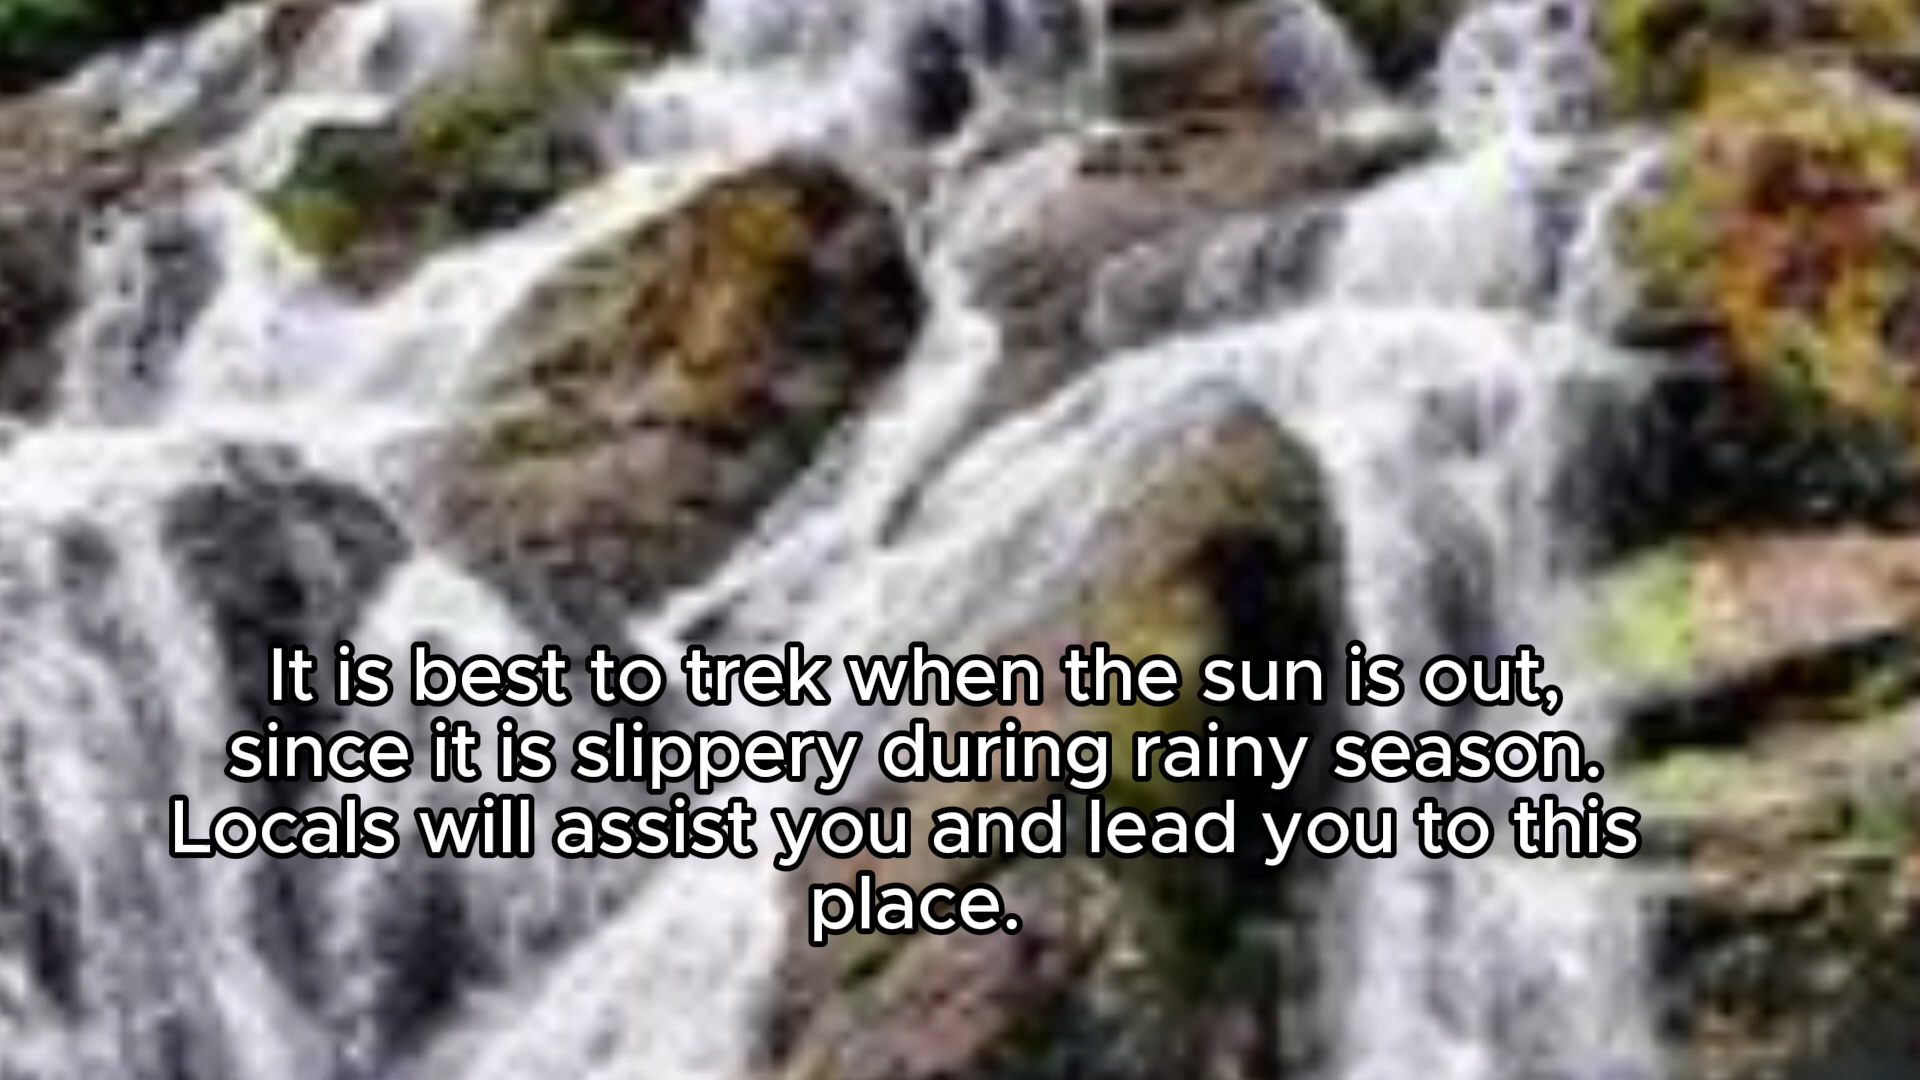 It is best to trek when the sun is out,
since it is slippery during rainy season.
Locals will assist you and lead you to this
place.